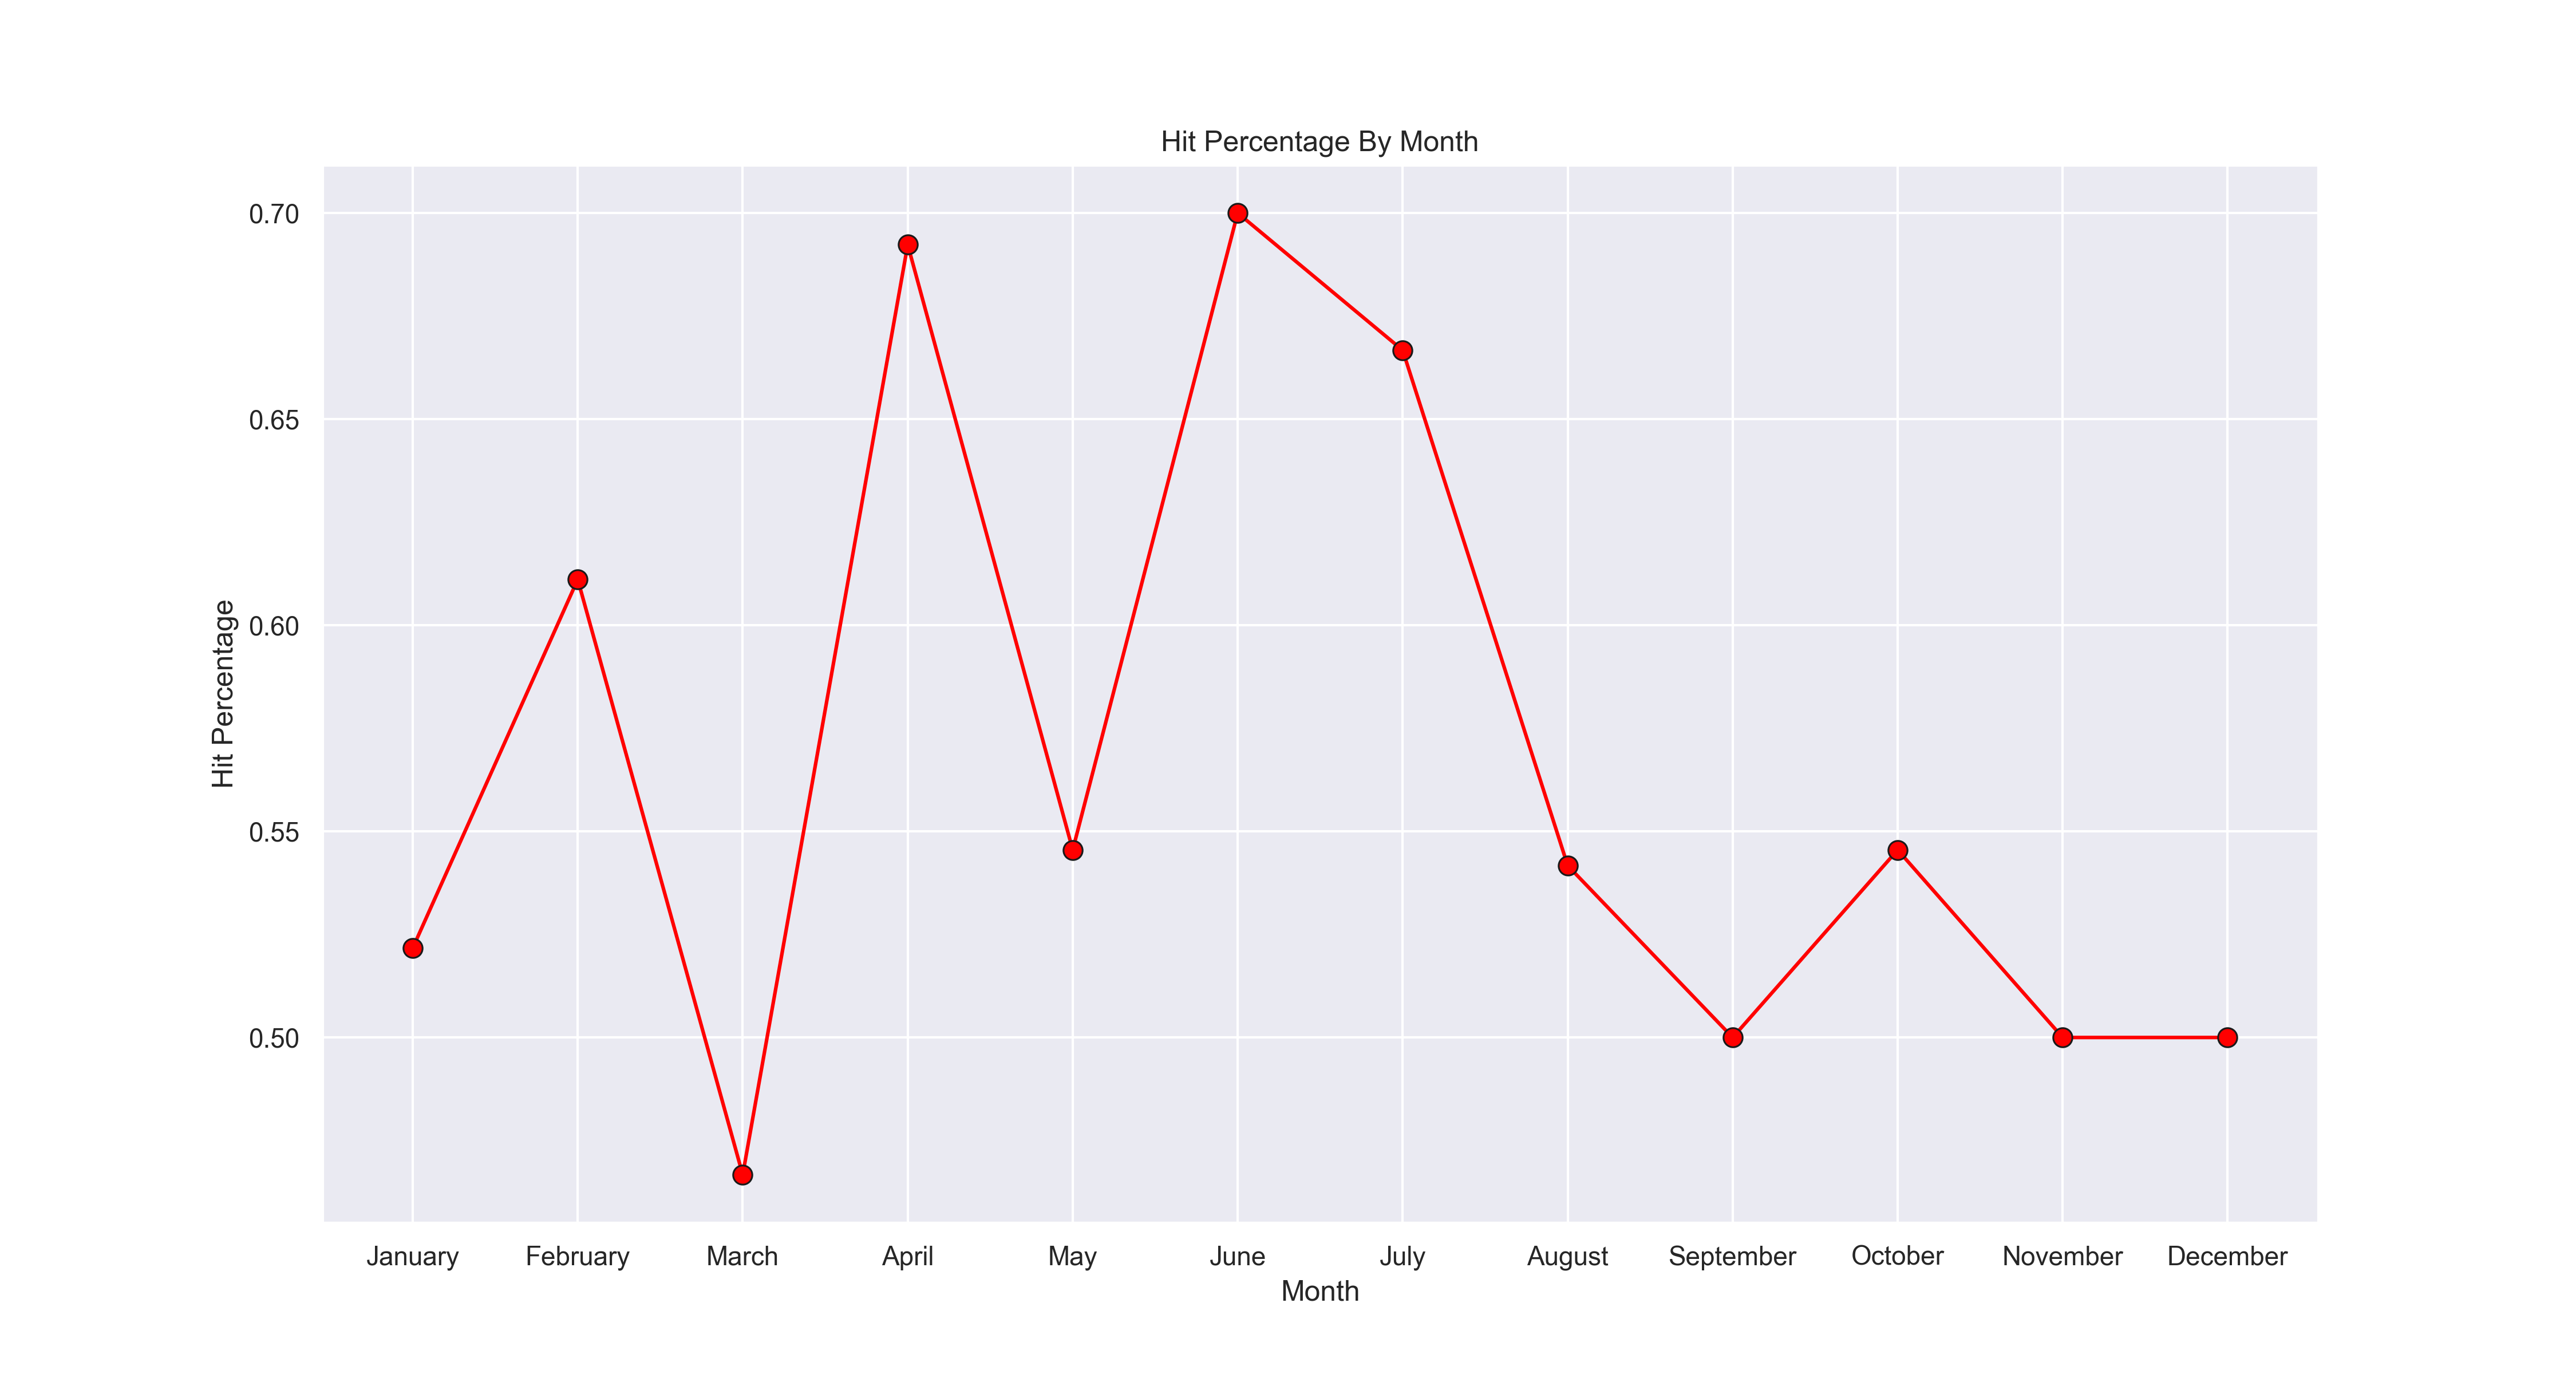 Hit Percentage By Month
Hit Percentage
0.70
0.65
0.60
0.55
0.50
January February March April May June July August September October November December
Month